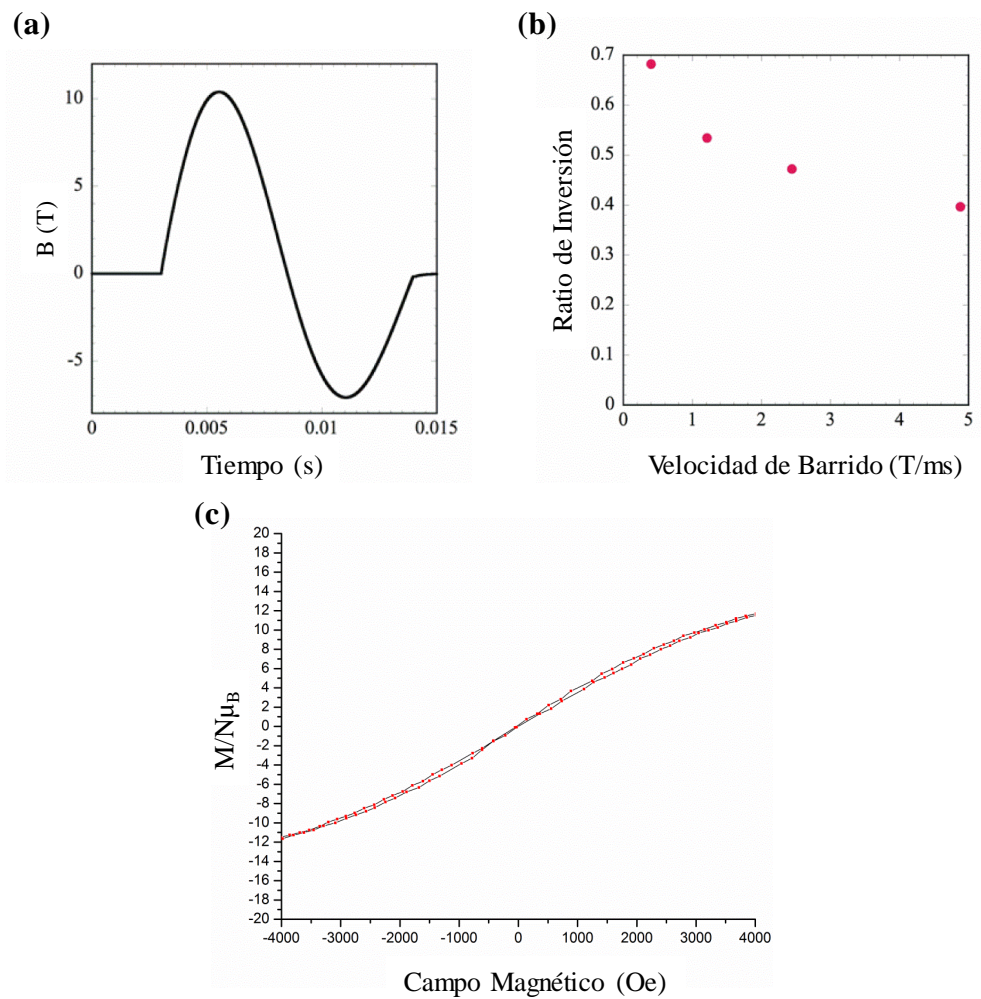 (a)
10
5
0
-5
B (T)
0 0.005 0.01 0.015
Tiempo (s)
(b)
0.7
0.6
0.5
0.4
0.3
0.2
0.1
0
Ratio de Inversión
0 1 2 3 4 5
Velocidad de Barrido (T/ms)
(c)
20
18
16
14
12
10
8
6
4
2
0
-2
-4
-6
-8
-10
-12
-14
-16
-18
-20
M/NμB
-4000 -3000 -2000 -1000 0 1000 2000 3000 4000
Campo Magnético (Oe)